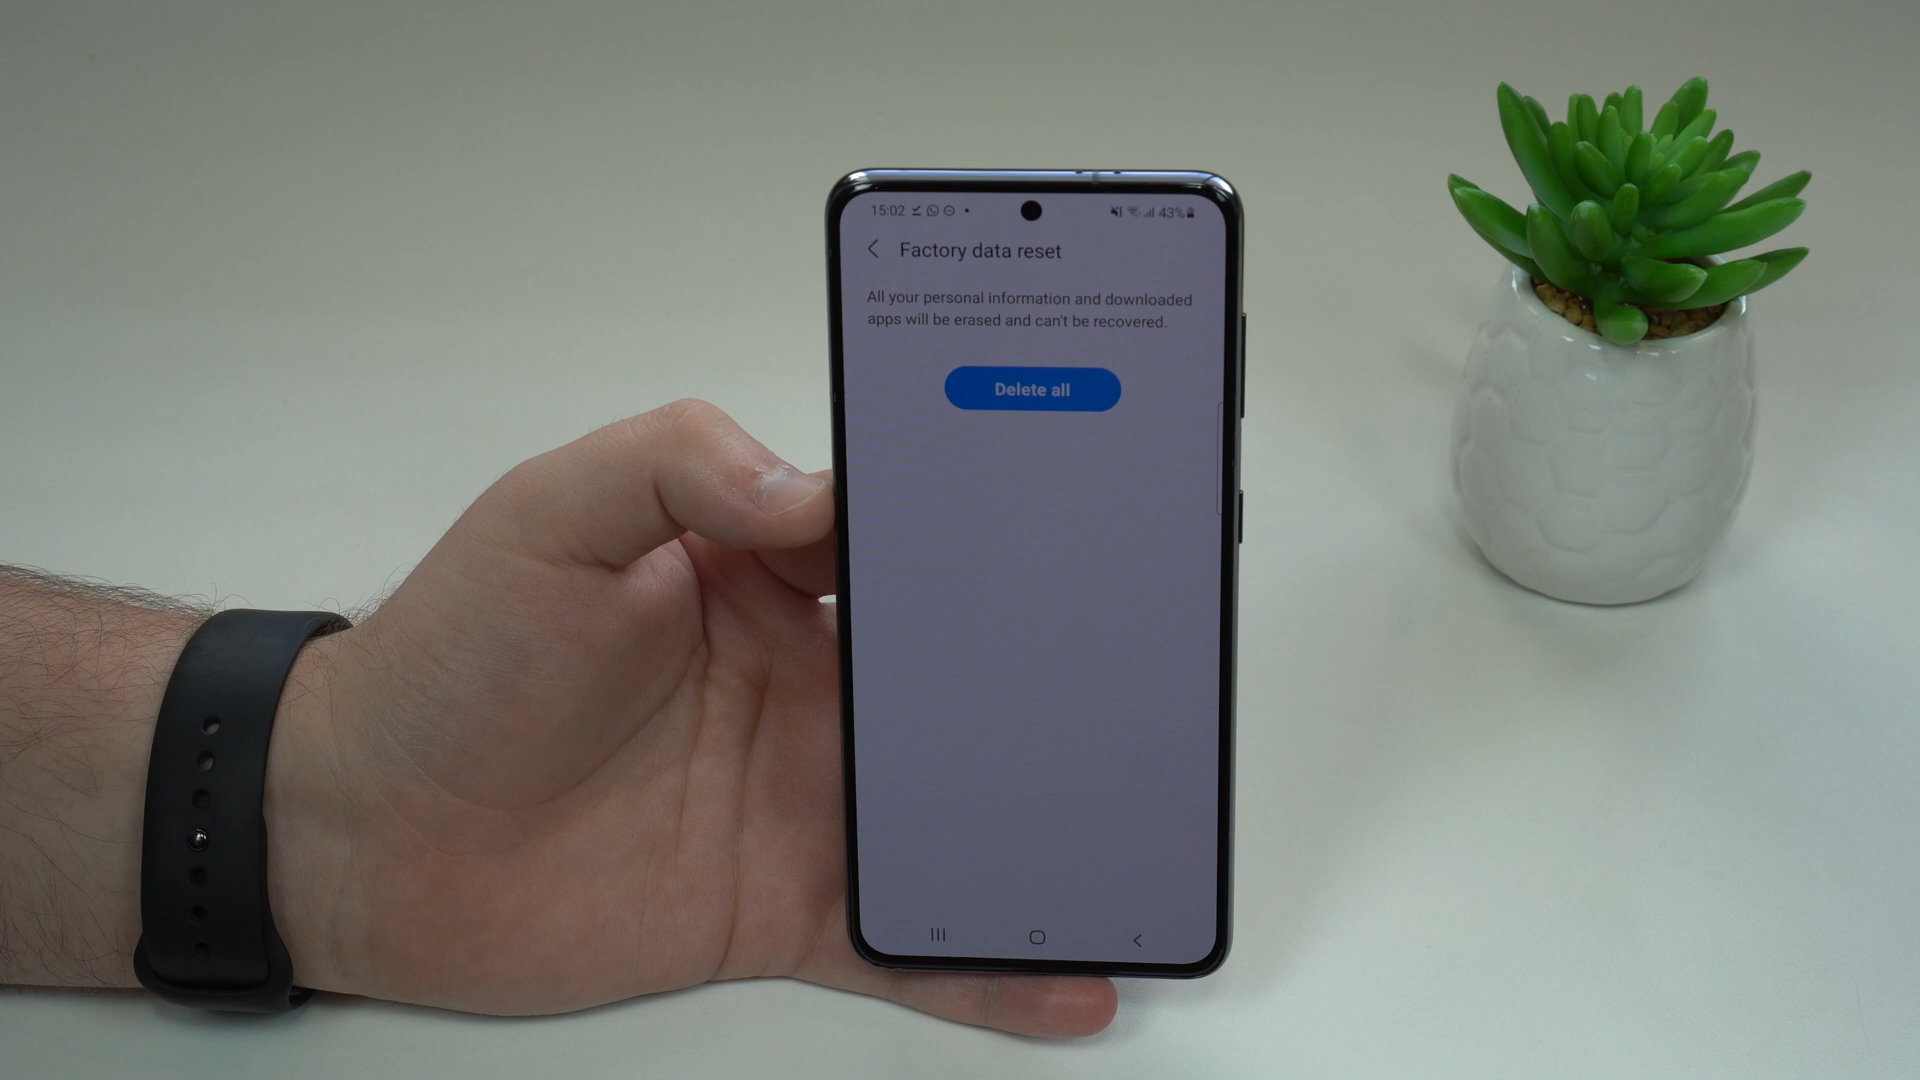 15:02 43%
Factory data reset
All your personal information and downloaded
apps will be erased and can't be recovered.
Delete all